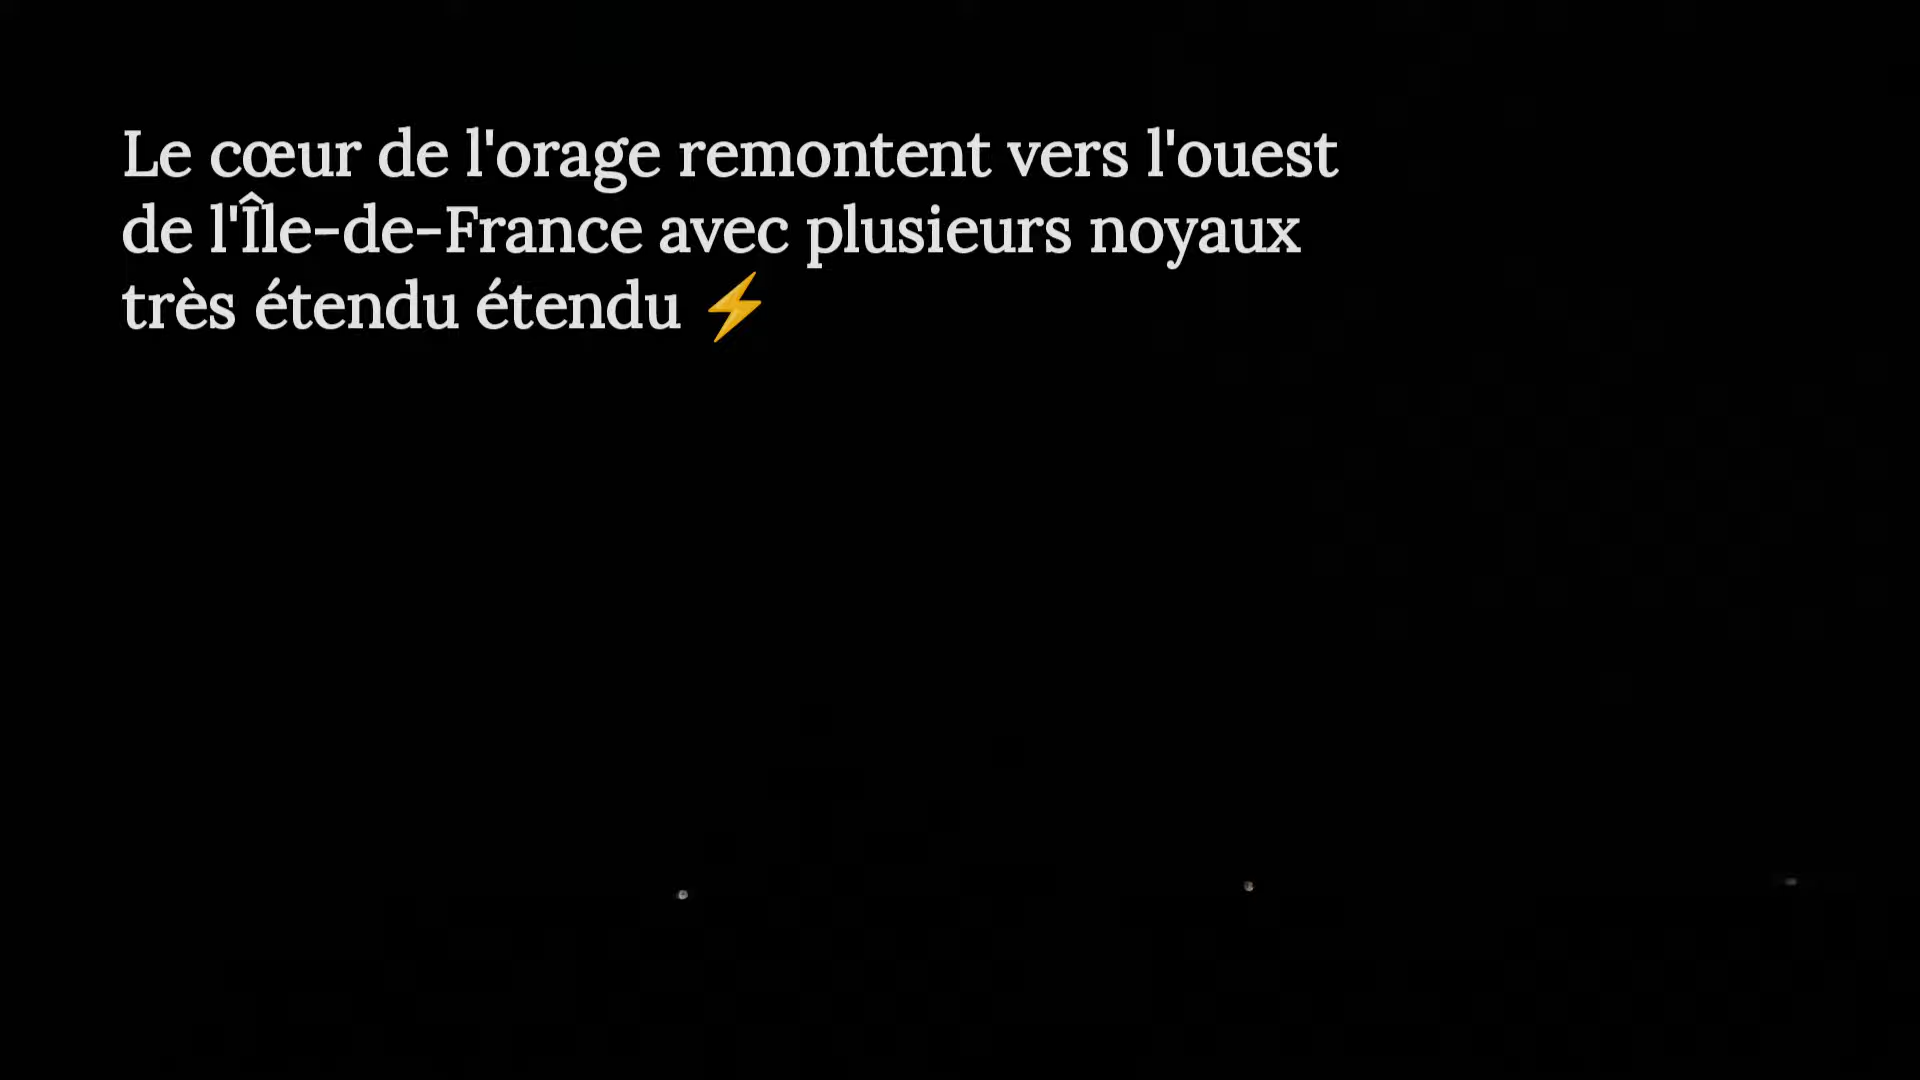 Le cœur de l'orage remontent vers l'ouest
de l'Île-de-France avec plusieurs noyaux
très étendu étendu ⚡